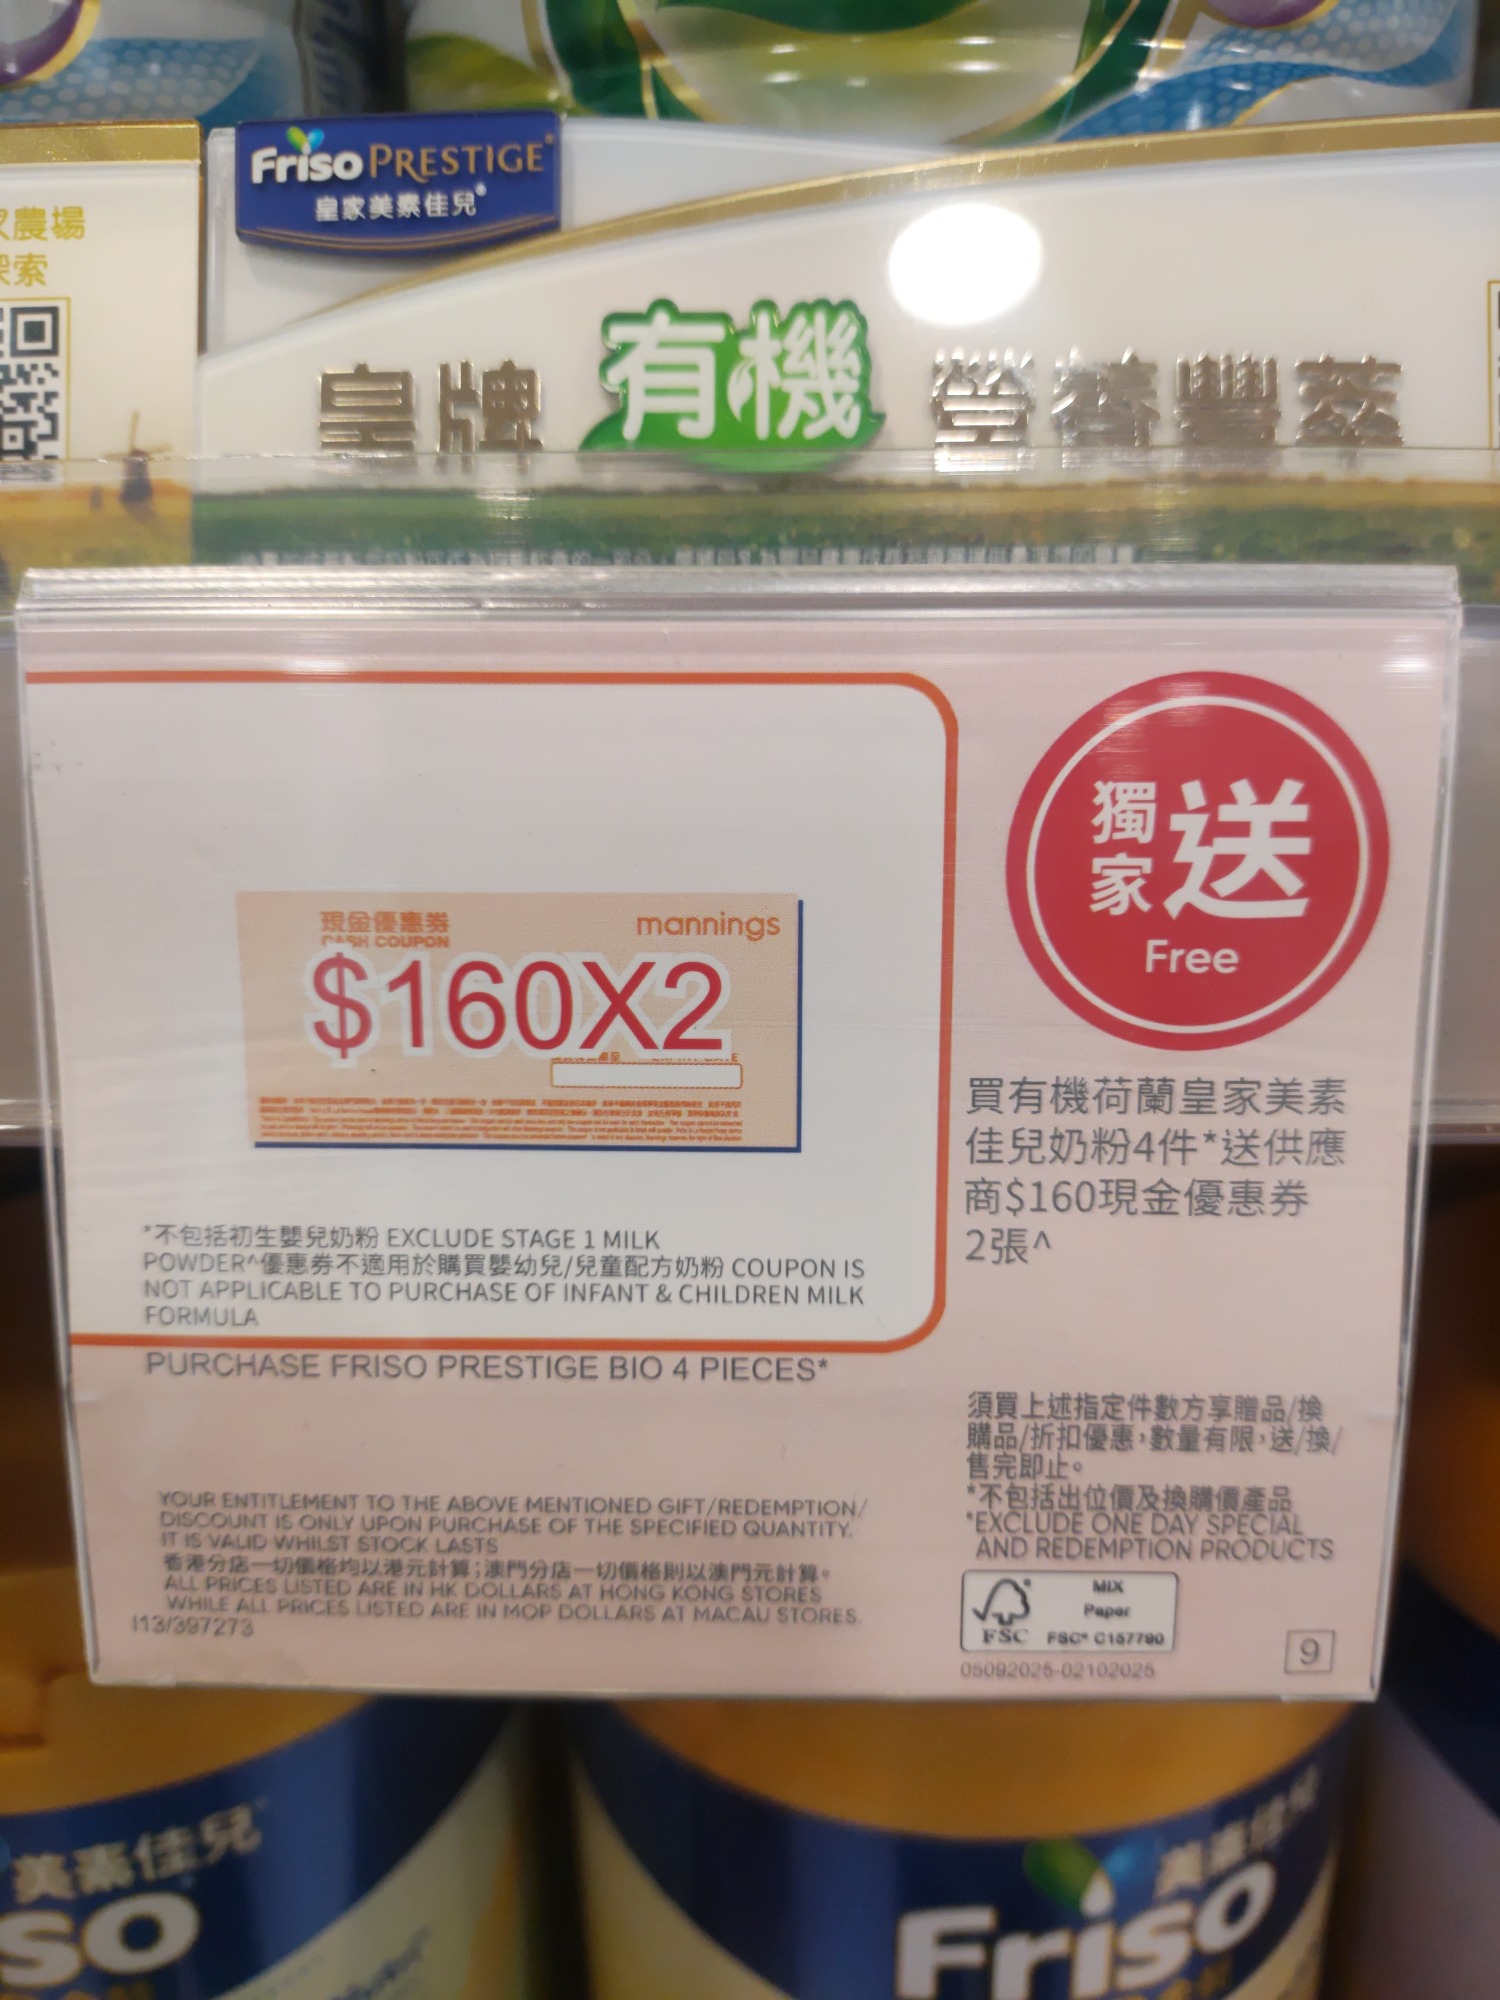 Friso PRESTIGE
皇家美素佳兒
農場
探索
皇牌 有機 營養豐萃
現金優惠券
CASH COUPON
mannings
$160X2
獨家 送
Free
買有機荷蘭皇家美素
佳兒奶粉4件*送供應
商$160現金優惠券
2張^
*不包括初生嬰兒奶粉 EXCLUDE STAGE 1 MILK
POWDER^優惠券不適用於購買嬰幼兒/兒童配方奶粉 COUPON IS
NOT APPLICABLE TO PURCHASE OF INFANT & CHILDREN MILK
FORMULA
PURCHASE FRISO PRESTIGE BIO 4 PIECES*
須買上述指定件數方享贈品/換
購品/折扣優惠,數量有限,送/換/
售完即止。
*不包括出位價及換購價產品
*EXCLUDE ONE DAY SPECIAL
AND REDEMPTION PRODUCTS
YOUR ENTITLEMENT TO THE ABOVE MENTIONED GIFT/REDEMPTION/
DISCOUNT IS ONLY UPON PURCHASE OF THE SPECIFIED QUANTITY.
IT IS VALID WHILST STOCK LASTS
香港分店一切價格均以港元計算;澳門分店一切價格則以澳門元計算。
ALL PRICES LISTED ARE IN HK DOLLARS AT HONG KONG STORES
WHILE ALL PRICES LISTED ARE IN MOP DOLLARS AT MACAU STORES.
I13/397273
FSC
MIX
Paper
FSC® C157790
05092025-02102025
9
美素佳兒
so
美素佳兒
Friso